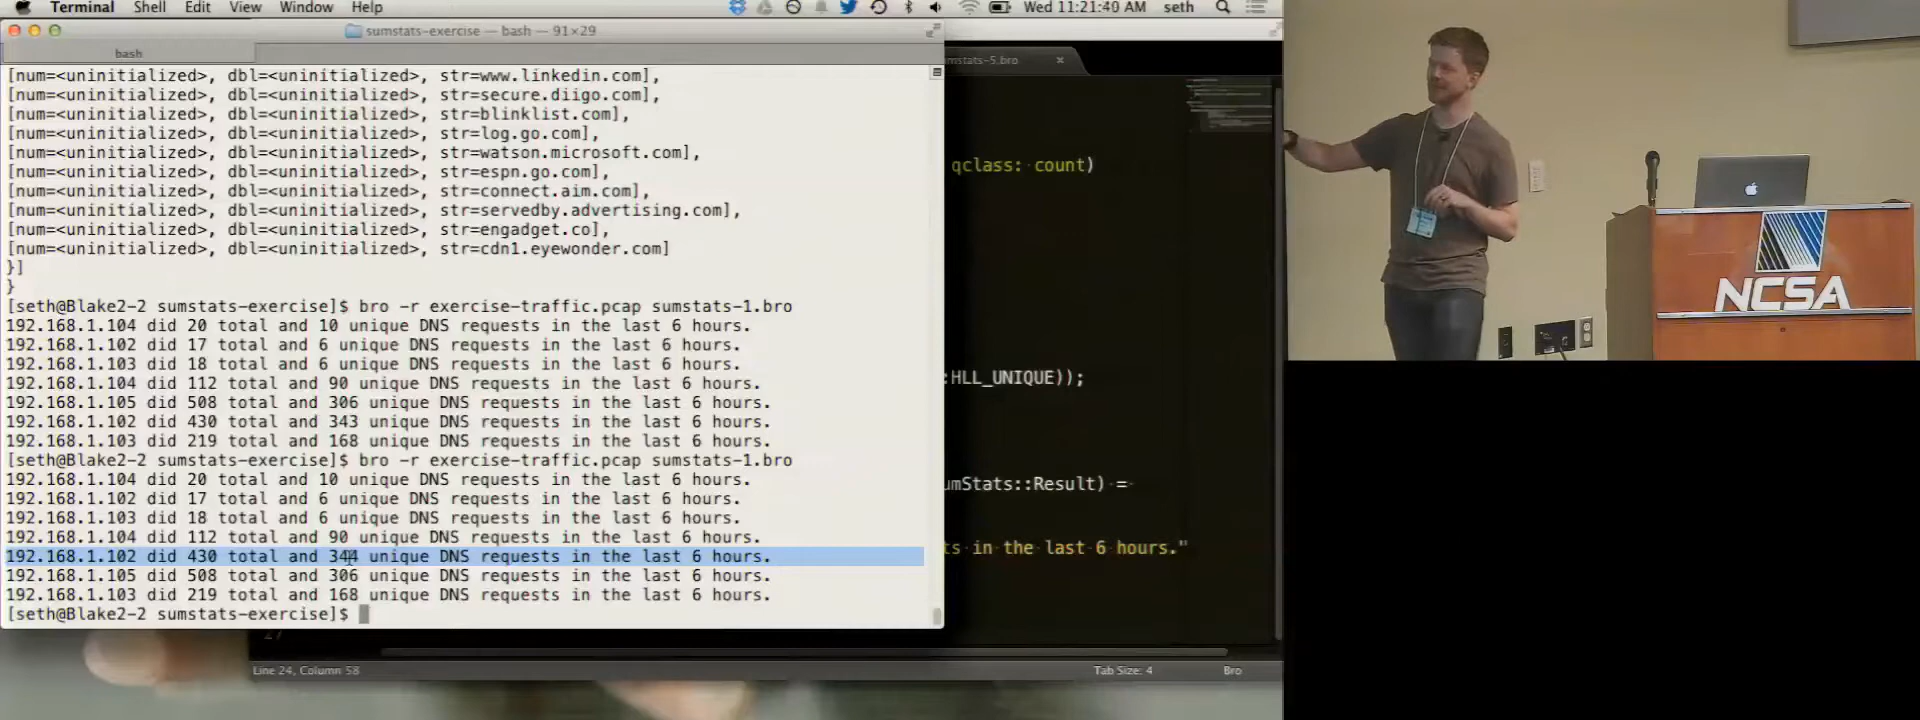 Terminal Shell Edit View Window Help Wed 11:21:40 AM seth
sumstats-exercise — bash — 91×29
bash
[num=<uninitialized>, dbl=<uninitialized>, str=www.linkedin.com],
[num=<uninitialized>, dbl=<uninitialized>, str=secure.diigo.com],
[num=<uninitialized>, dbl=<uninitialized>, str=blinklist.com],
[num=<uninitialized>, dbl=<uninitialized>, str=log.go.com],
[num=<uninitialized>, dbl=<uninitialized>, str=watson.microsoft.com],
[num=<uninitialized>, dbl=<uninitialized>, str=espn.go.com],
[num=<uninitialized>, dbl=<uninitialized>, str=connect.aim.com],
[num=<uninitialized>, dbl=<uninitialized>, str=servedby.advertising.com],
[num=<uninitialized>, dbl=<uninitialized>, str=engadget.co],
[num=<uninitialized>, dbl=<uninitialized>, str=cdn1.eyewonder.com]
}]
}
[seth@Blake2-2 sumstats-exercise]$ bro -r exercise-traffic.pcap sumstats-1.bro
192.168.1.104 did 20 total and 10 unique DNS requests in the last 6 hours.
192.168.1.102 did 17 total and 6 unique DNS requests in the last 6 hours.
192.168.1.103 did 18 total and 6 unique DNS requests in the last 6 hours.
192.168.1.104 did 112 total and 90 unique DNS requests in the last 6 hours.
192.168.1.105 did 508 total and 306 unique DNS requests in the last 6 hours.
192.168.1.102 did 430 total and 343 unique DNS requests in the last 6 hours.
192.168.1.103 did 219 total and 168 unique DNS requests in the last 6 hours.
[seth@Blake2-2 sumstats-exercise]$ bro -r exercise-traffic.pcap sumstats-1.bro
192.168.1.104 did 20 total and 10 unique DNS requests in the last 6 hours.
192.168.1.102 did 17 total and 6 unique DNS requests in the last 6 hours.
192.168.1.103 did 18 total and 6 unique DNS requests in the last 6 hours.
192.168.1.104 did 112 total and 90 unique DNS requests in the last 6 hours.
192.168.1.102 did 430 total and 344 unique DNS requests in the last 6 hours.
192.168.1.105 did 508 total and 306 unique DNS requests in the last 6 hours.
192.168.1.103 did 219 total and 168 unique DNS requests in the last 6 hours.
[seth@Blake2-2 sumstats-exercise]$
mstats-5.bro
qclass: count)
:HLL_UNIQUE));
umStats::Result) =
ts in the last 6 hours."
27
Line 24, Column 58 Tab Size: 4 Bro
NCSA